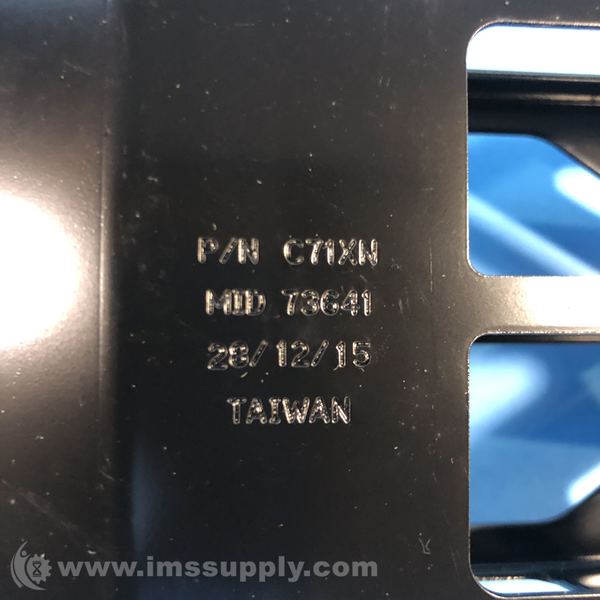 P/N C71XN
MID 73641
28/12/15
TAIWAN
www.imssupply.com